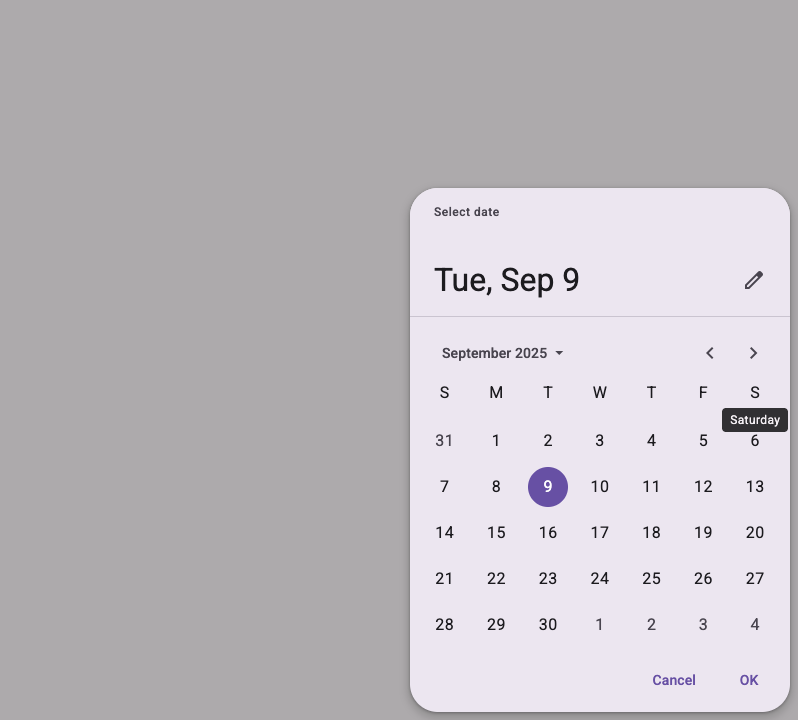 Select date
Tue, Sep 9
September 2025
S M T W T F S
Saturday
31 1 2 3 4 5 6
7 8 9 10 11 12 13
14 15 16 17 18 19 20
21 22 23 24 25 26 27
28 29 30 1 2 3 4
Cancel OK